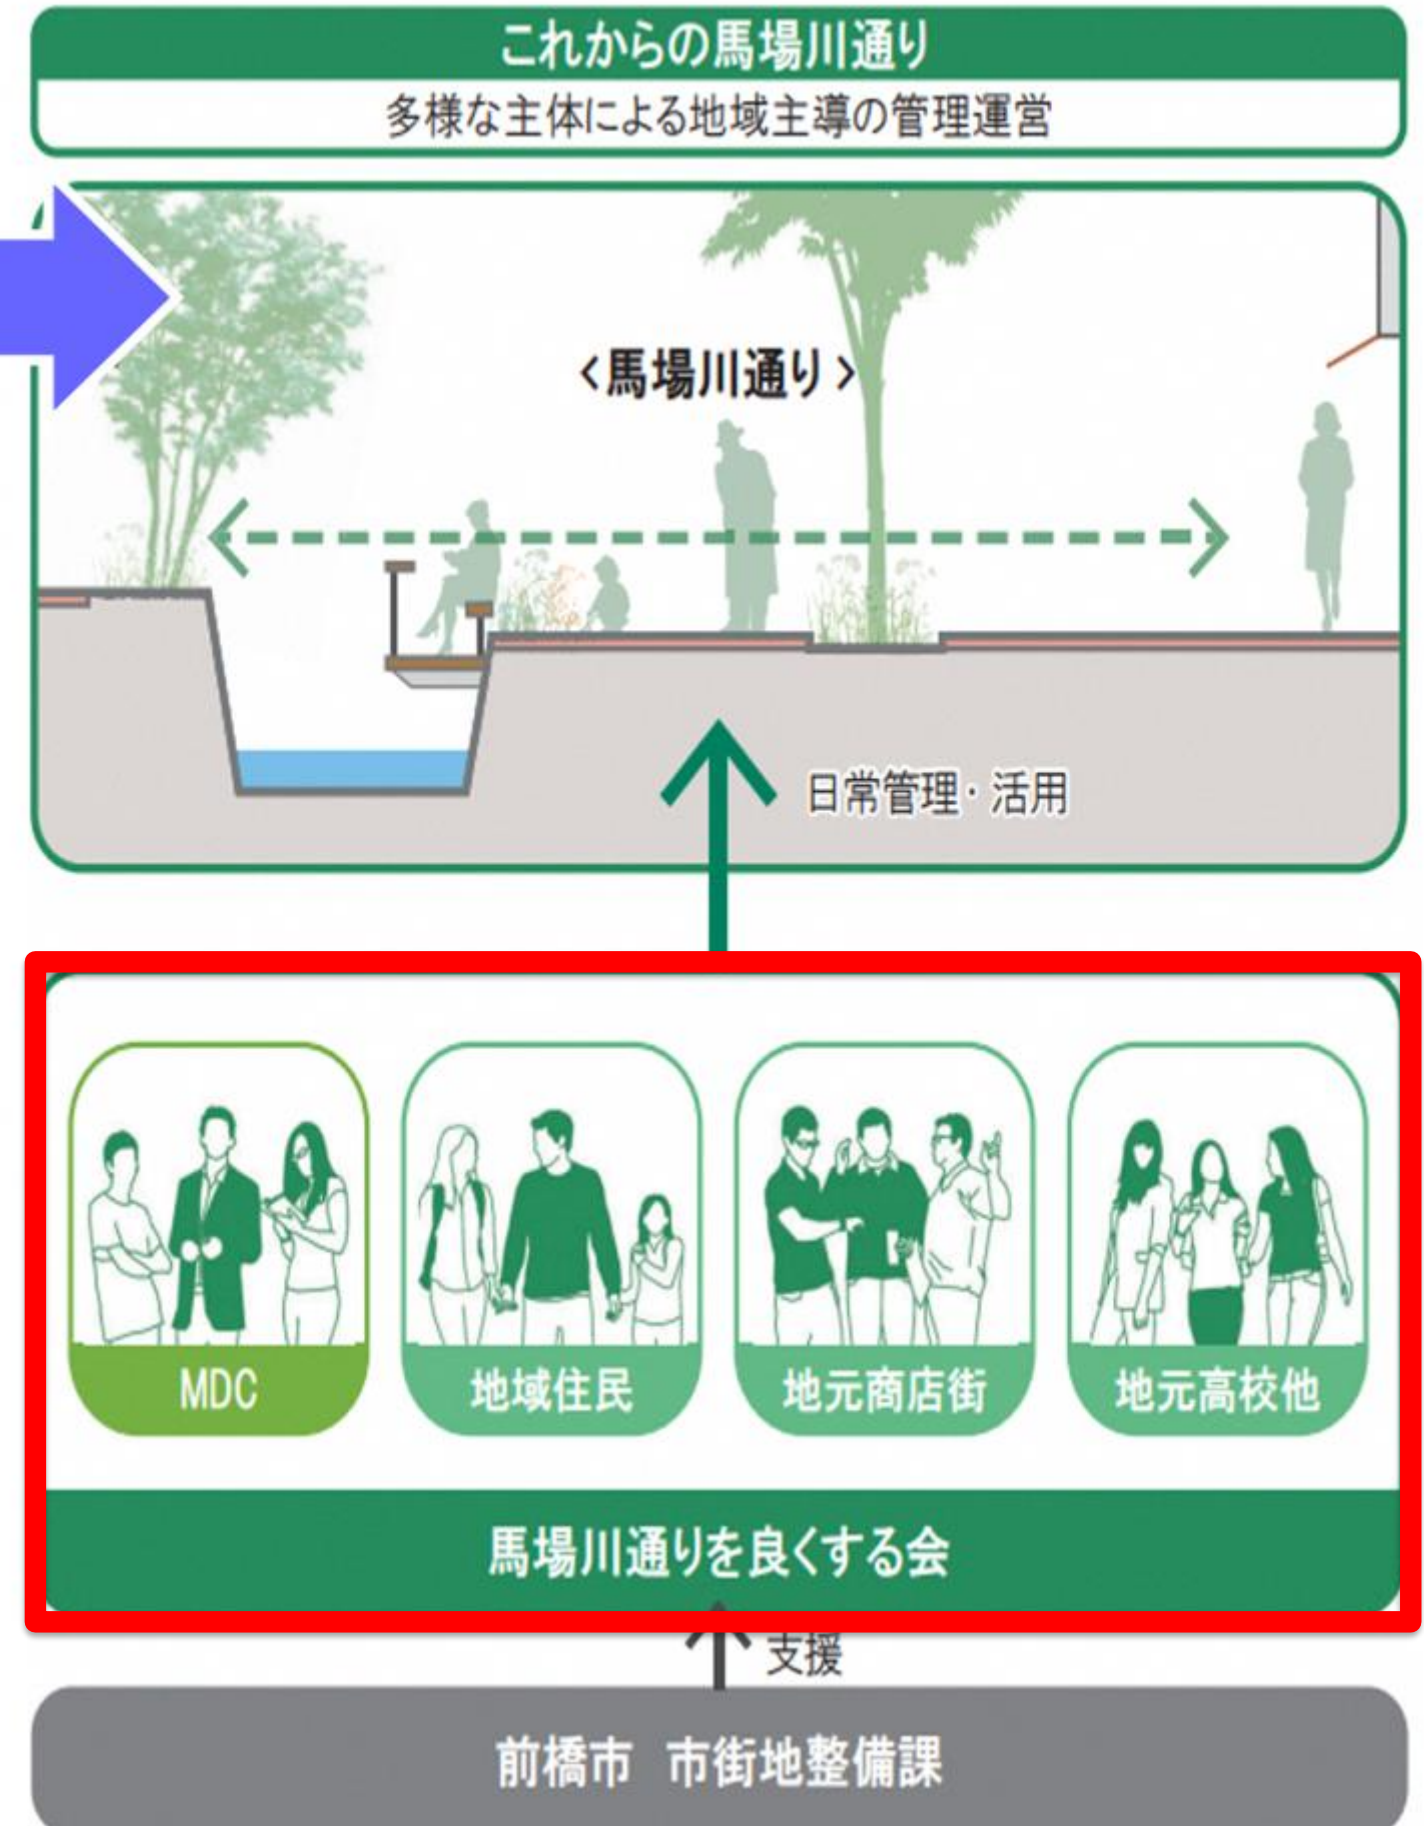 これからの馬場川通り
多様な主体による地域主導の管理運営
<馬場川通り>
日常管理・活用
MDC
地域住民
地元商店街
地元高校他
馬場川通りを良くする会
支援
前橋市 市街地整備課